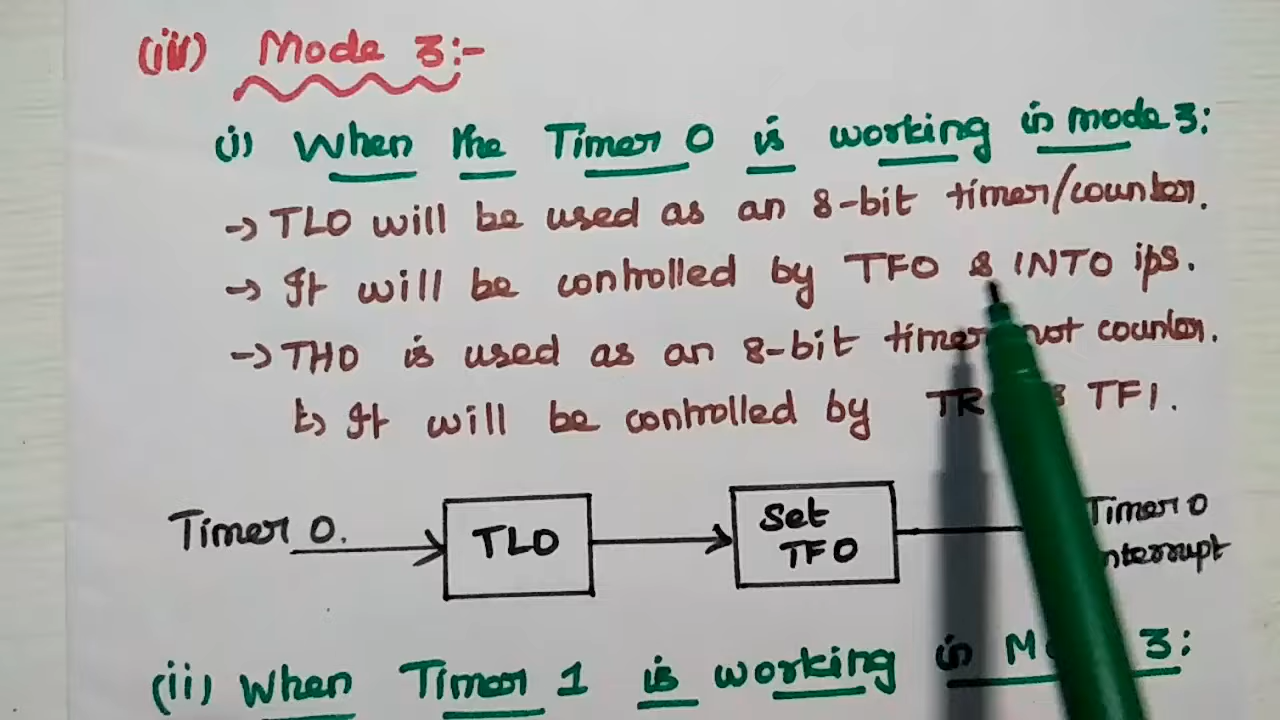 (iv) Mode 3:-
(i) When the Timer 0 is working in mode 3:
→ TL0 will be used as an 8-bit timer/counter.
→ It will be controlled by TF0 & INT0 ips.
→ TH0 is used as an 8-bit timer not counter.
↳ It will be controlled by TR & TF1.
Timer 0.
TL0
Set
TF0
Timer 0
Interrupt
(ii) When Timer 1 is working in 3: